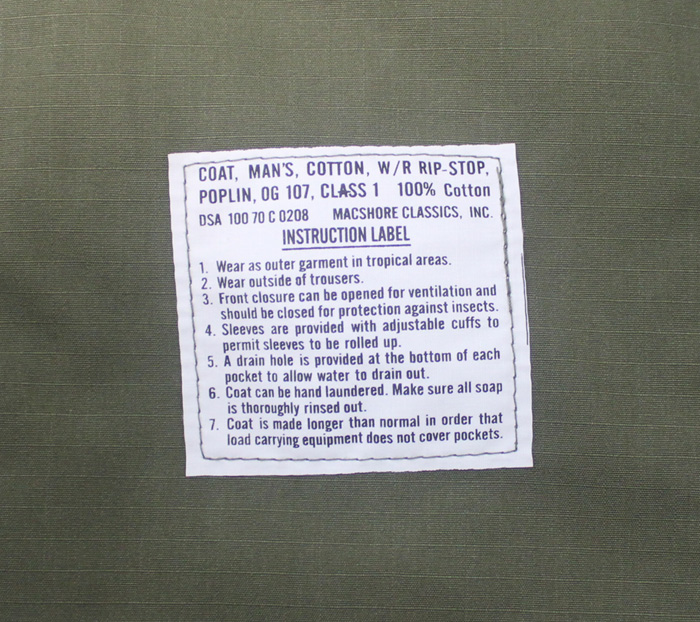 COAT, MAN'S, COTTON, W/R RIP-STOP,
POPLIN, OG 107, CLASS 1 100% Cotton
DSA 100 70 C 0208 MACSHORE CLASSICS, INC.
INSTRUCTION LABEL
1. Wear as outer garment in tropical areas.
2. Wear outside of trousers.
3. Front closure can be opened for ventilation and
should be closed for protection against insects.
4. Sleeves are provided with adjustable cuffs to
permit sleeves to be rolled up.
5. A drain hole is provided at the bottom of each
pocket to allow water to drain out.
6. Coat can be hand laundered. Make sure all soap
is thoroughly rinsed out.
7. Coat is made longer than normal in order that
load carrying equipment does not cover pockets.